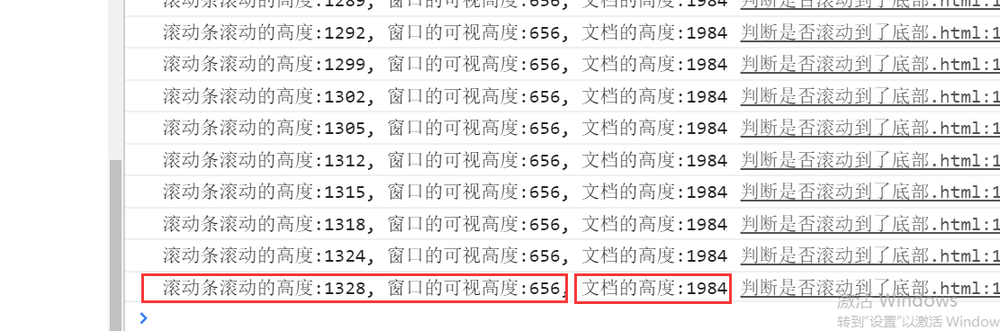 滚动条滚动的高度:1289, 窗口的可视高度:656, 文档的高度:1984 判断是否滚动到了底部.html:1
滚动条滚动的高度:1292, 窗口的可视高度:656, 文档的高度:1984 判断是否滚动到了底部.html:1
滚动条滚动的高度:1299, 窗口的可视高度:656, 文档的高度:1984 判断是否滚动到了底部.html:1
滚动条滚动的高度:1302, 窗口的可视高度:656, 文档的高度:1984 判断是否滚动到了底部.html:1
滚动条滚动的高度:1305, 窗口的可视高度:656, 文档的高度:1984 判断是否滚动到了底部.html:1
滚动条滚动的高度:1312, 窗口的可视高度:656, 文档的高度:1984 判断是否滚动到了底部.html:1
滚动条滚动的高度:1315, 窗口的可视高度:656, 文档的高度:1984 判断是否滚动到了底部.html:1
滚动条滚动的高度:1318, 窗口的可视高度:656, 文档的高度:1984 判断是否滚动到了底部.html:1
滚动条滚动的高度:1324, 窗口的可视高度:656, 文档的高度:1984 判断是否滚动到了底部.html:1
滚动条滚动的高度:1328, 窗口的可视高度:656, 文档的高度:1984 判断是否滚动到了底部.html:1
激活 Windows
转到“设置”以激活 Window